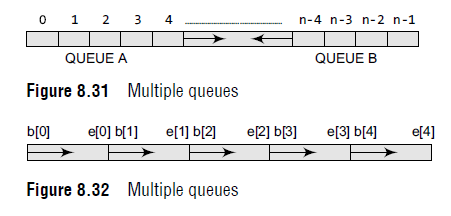 0 1 2 3 4 ........................ n-4 n-3 n-2 n-1
QUEUE A QUEUE B
Figure 8.31 Multiple queues
b[0] e[0] b[1] e[1] b[2] e[2] b[3] e[3] b[4] e[4]
Figure 8.32 Multiple queues